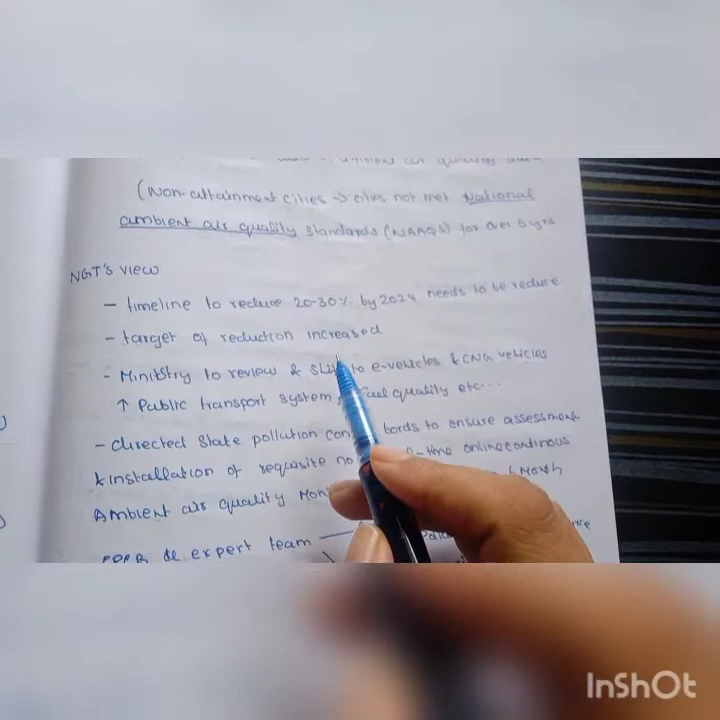 (Non-attainment cities → cities not met National
ambient air quality standards (NAAQS) for over 5 yrs
NGT's view
- timeline to reduce 20-30% by 2024 needs to be reduce
- target of reduction increased
- Ministry to review & to e-vehicles & CNG vehicles
↑ Public transport system, fuel quality etc...
- directed State pollution bords to ensure assessment
& installation of requisite no -time online continous
Ambient air quality Month
expert team
InShOt